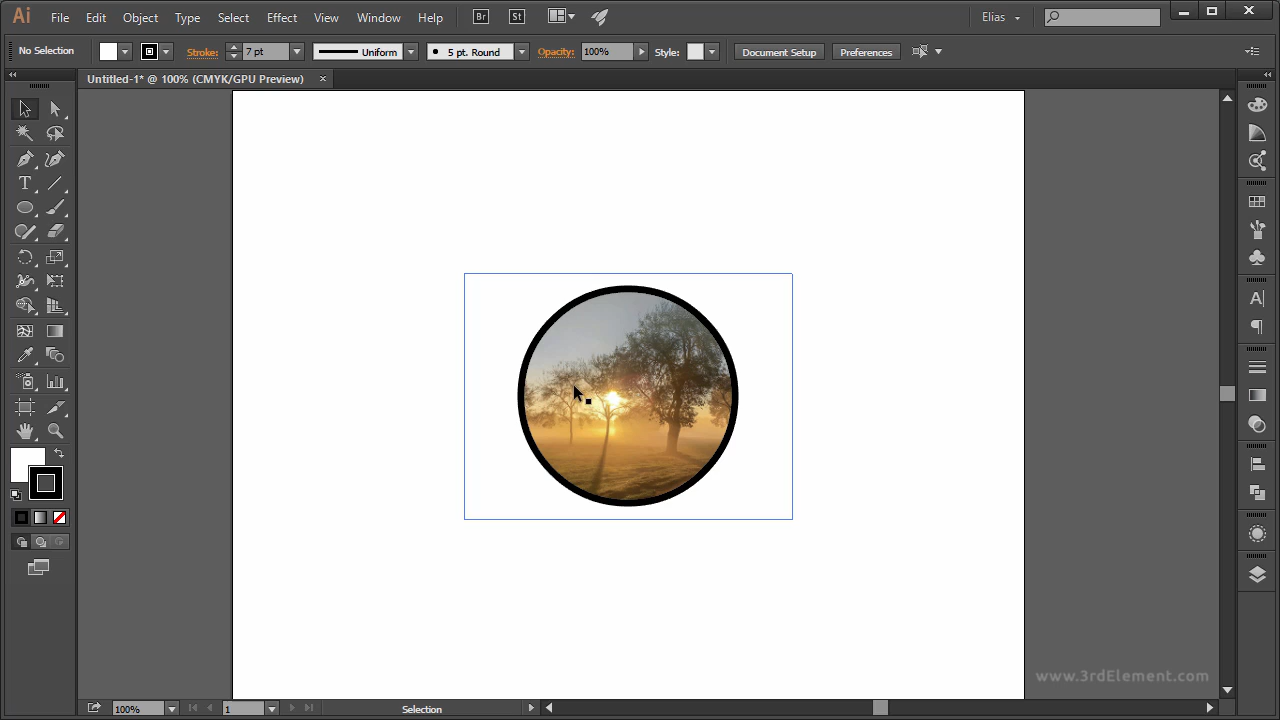 Ai File Edit Object Type Select Effect View Window Help Br St Elias
No Selection Stroke: 7 pt Uniform 5 pt. Round Opacity: 100% Style: Document Setup Preferences
Untitled-1* @ 100% (CMYK/GPU Preview)
www.3rdElement.com
100% 1 Selection